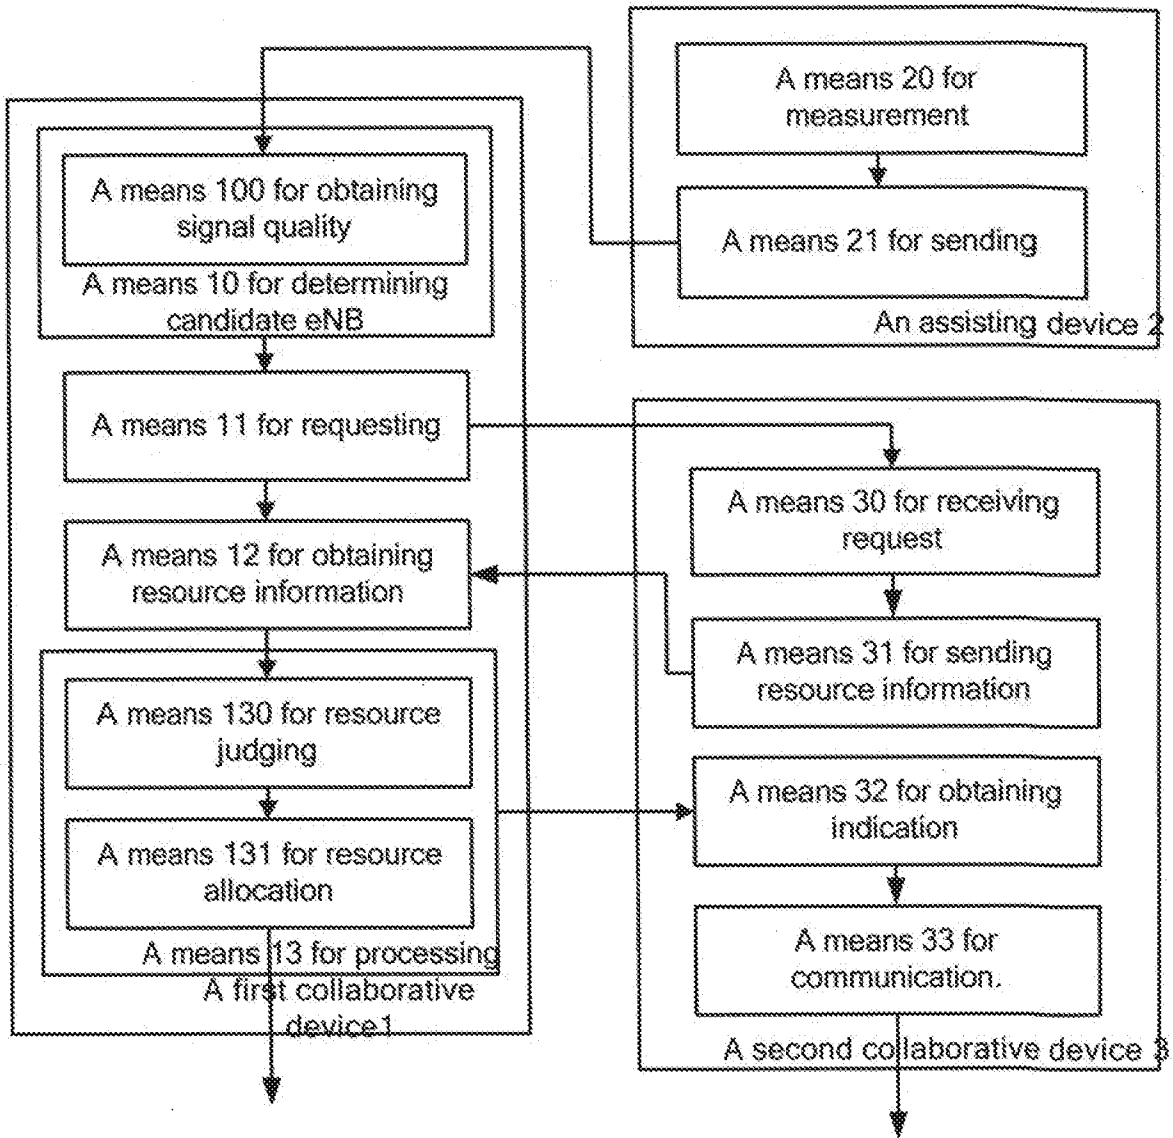 A means 100 for obtaining
signal quality
A means 10 for determining
candidate eNB
A means 11 for requesting
A means 12 for obtaining
resource information
A means 130 for resource
judging
A means 131 for resource
allocation
A means 13 for processing
A first collaborative
device1
A means 20 for
measurement
A means 21 for sending
An assisting device 2
A means 30 for receiving
request
A means 31 for sending
resource information
A means 32 for obtaining
indication
A means 33 for
communication.
A second collaborative device 3